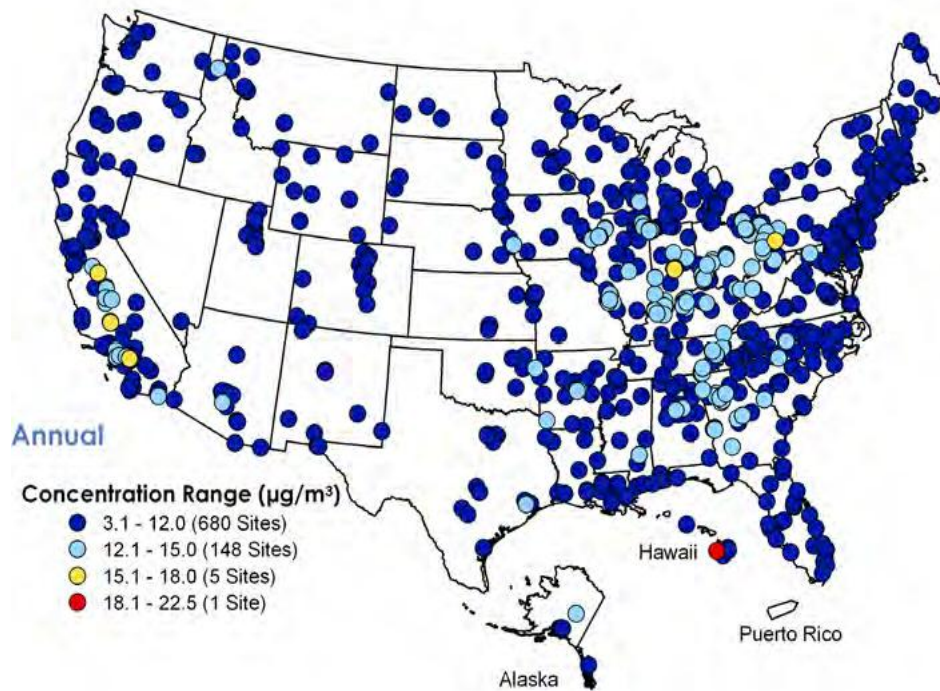 Annual
Concentration Range (µg/m³)
3.1 - 12.0 (680 Sites)
12.1 - 15.0 (148 Sites)
15.1 - 18.0 (5 Sites)
18.1 - 22.5 (1 Site)
Hawaii
Puerto Rico
Alaska